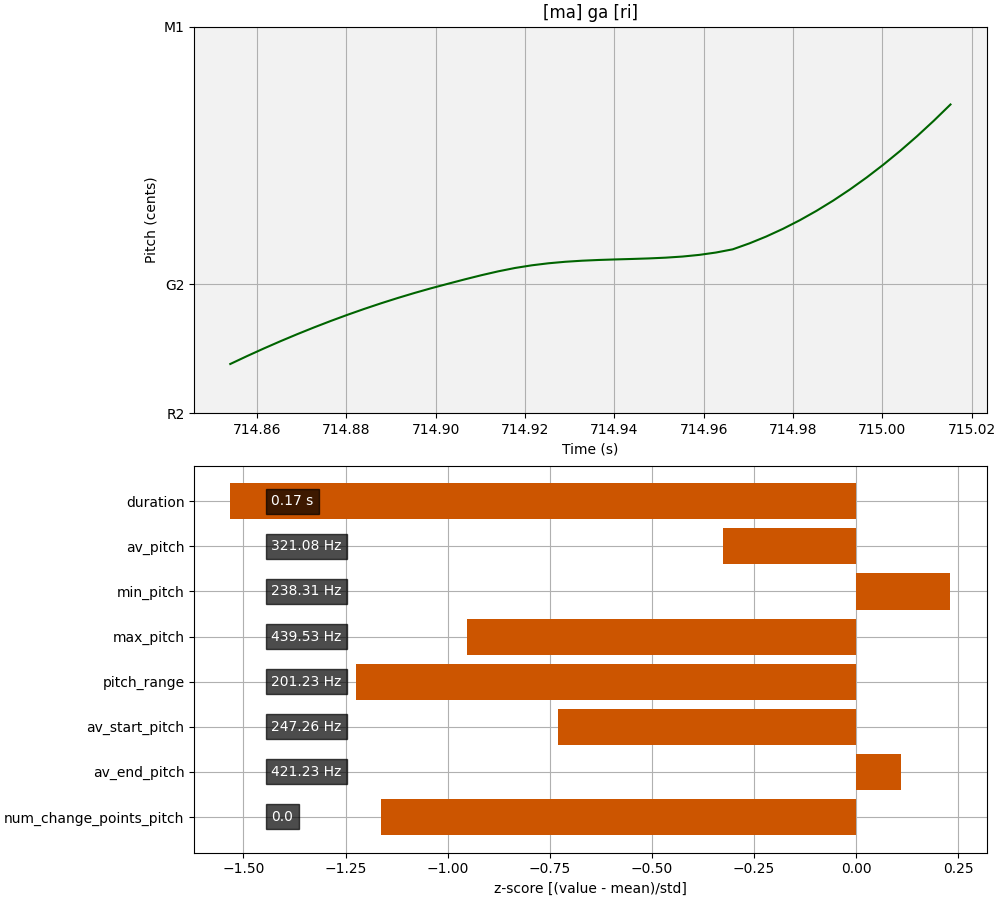 [ma] ga [ri]
M1
G2
R2
Pitch (cents)
714.86 714.88 714.90 714.92 714.94 714.96 714.98 715.00 715.02
Time (s)
duration 0.17 s
av_pitch 321.08 Hz
min_pitch 238.31 Hz
max_pitch 439.53 Hz
pitch_range 201.23 Hz
av_start_pitch 247.26 Hz
av_end_pitch 421.23 Hz
num_change_points_pitch 0.0
−1.50 −1.25 −1.00 −0.75 −0.50 −0.25 0.00 0.25
z-score [(value - mean)/std]